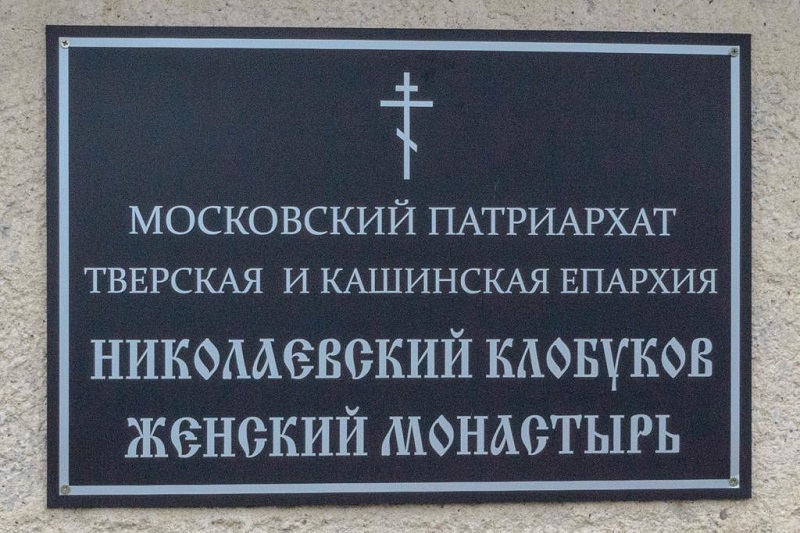 МОСКОВСКИЙ ПАТРИАРХАТ
ТВЕРСКАЯ И КАШИНСКАЯ ЕПАРХИЯ
НИКОЛАЕВСКИЙ КЛОБУКОВ
ЖЕНСКИЙ МОНАСТЫРЬ